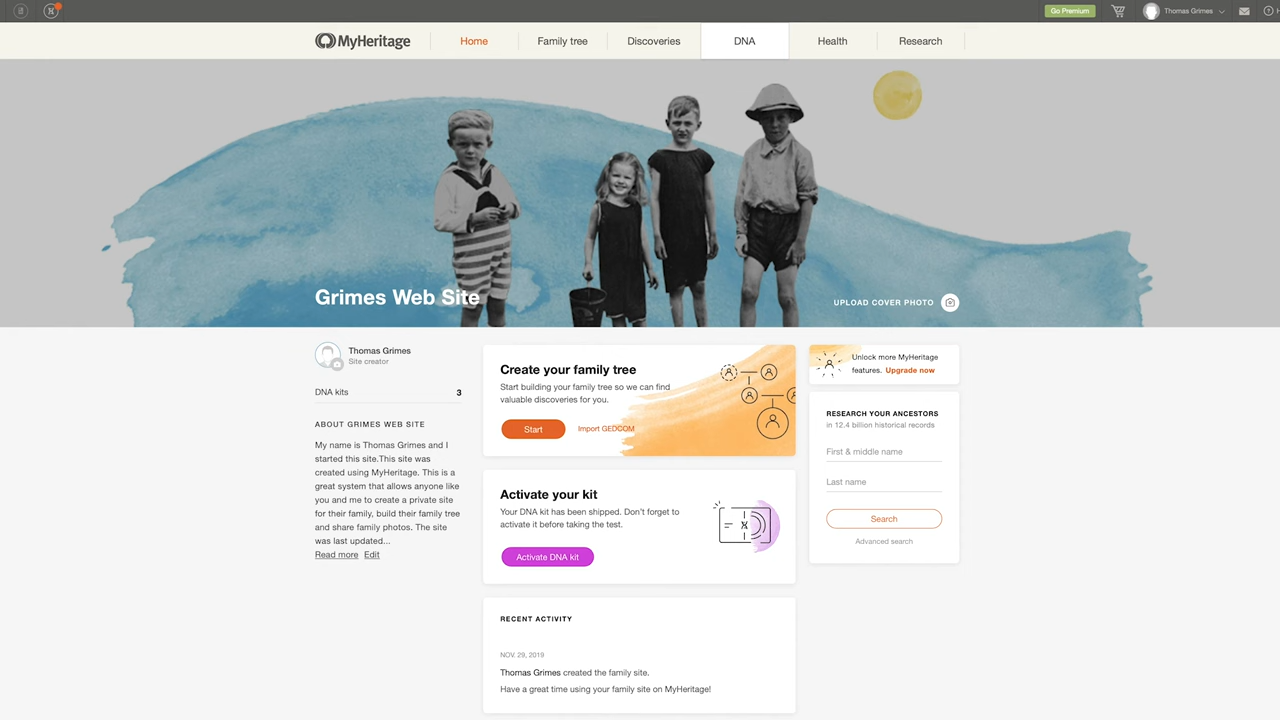 Go Premium
Thomas Grimes
MyHeritage
Home
Family tree
Discoveries
DNA
Health
Research
Grimes Web Site
UPLOAD COVER PHOTO
Thomas Grimes
Site creator
DNA kits 3
ABOUT GRIMES WEB SITE
My name is Thomas Grimes and I
started this site.This site was
created using MyHeritage. This is a
great system that allows anyone like
you and me to create a private site
for their family, build their family tree
and share family photos. The site
was last updated...
Read more Edit
Create your family tree
Start building your family tree so we can find
valuable discoveries for you.
Start
Import GEDCOM
Activate your kit
Your DNA kit has been shipped. Don't forget to
activate it before taking the test.
Activate DNA kit
RECENT ACTIVITY
NOV. 29, 2019
Thomas Grimes created the family site.
Have a great time using your family site on MyHeritage!
Unlock more MyHeritage
features. Upgrade now
RESEARCH YOUR ANCESTORS
in 12.4 billion historical records
First & middle name
Last name
Search
Advanced search